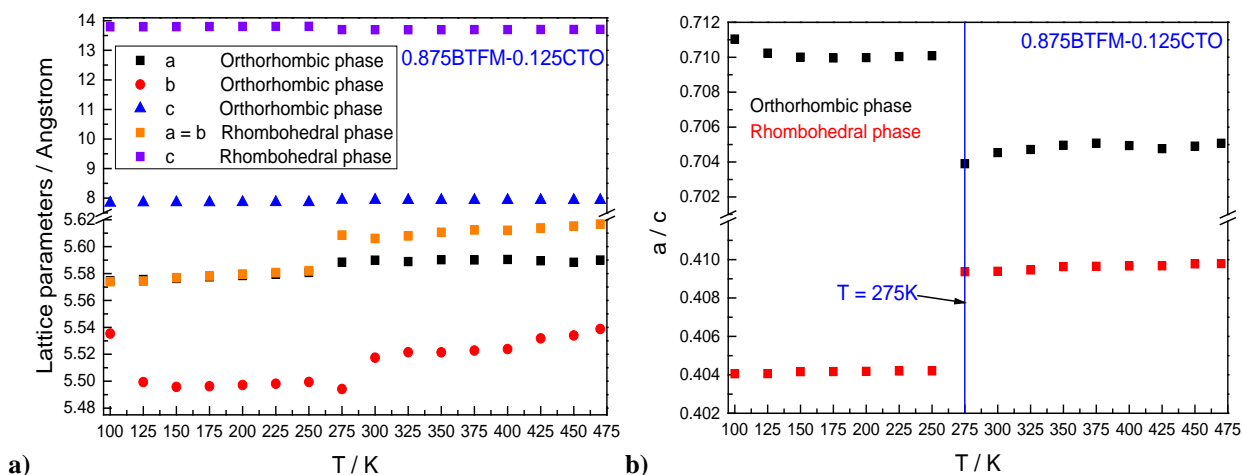 0.875BTFM-0.125CTO
a Orthorhombic phase
b Orthorhombic phase
c Orthorhombic phase
a = b Rhombohedral phase
c Rhombohedral phase
Lattice parameters / Angstrom
14
13
12
11
10
9
8
5.62
5.60
5.58
5.54
5.52
5.50
5.48
100 125 150 175 200 225 250 275 300 325 350 375 400 425 450 475
T / K
a)
0.875BTFM-0.125CTO
Orthorhombic phase
Rhombohedral phase
T = 275K
a / c
0.712
0.710
0.708
0.706
0.704
0.702
0.410
0.408
0.406
0.404
0.402
100 125 150 175 200 225 250 275 300 325 350 375 400 425 450 475
T / K
b)